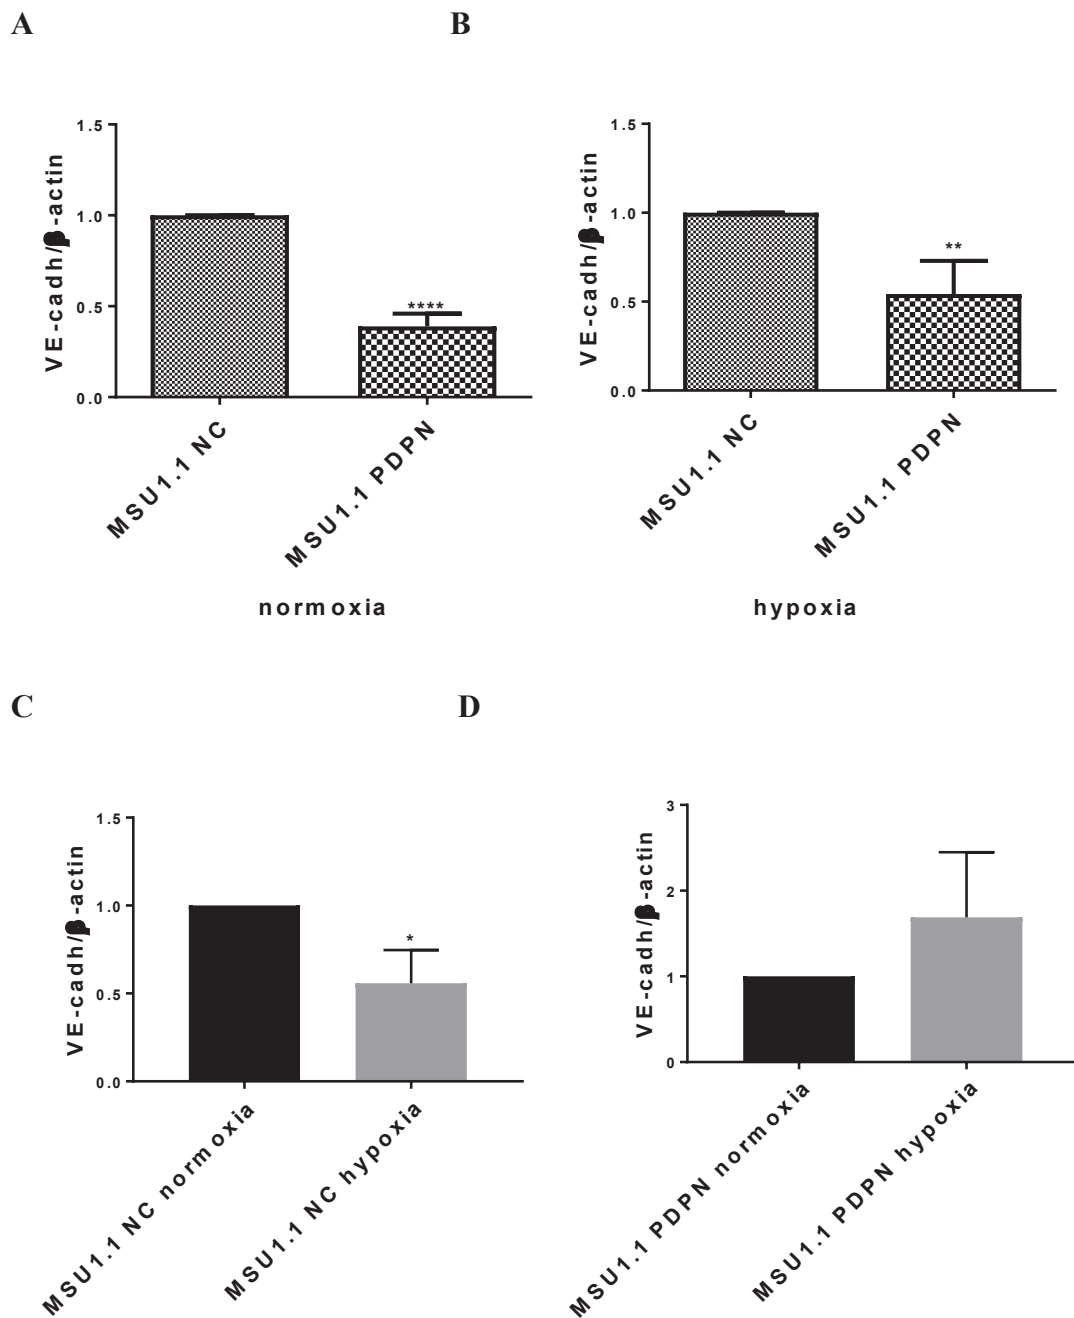 A
B
1.5
1.0
0.5
0.0
VE-cadh/β-actin
****
MSU1.1 NC
MSU1.1 PDPN
normoxia
1.5
1.0
0.5
0.0
VE-cadh/β-actin
**
MSU1.1 NC
MSU1.1 PDPN
hypoxia
C
D
1.5
1.0
0.5
0.0
VE-cadh/β-actin
*
MSU1.1 NC normoxia
MSU1.1 NC hypoxia
3
2
1
0
VE-cadh/β-actin
MSU1.1 PDPN normoxia
MSU1.1 PDPN hypoxia